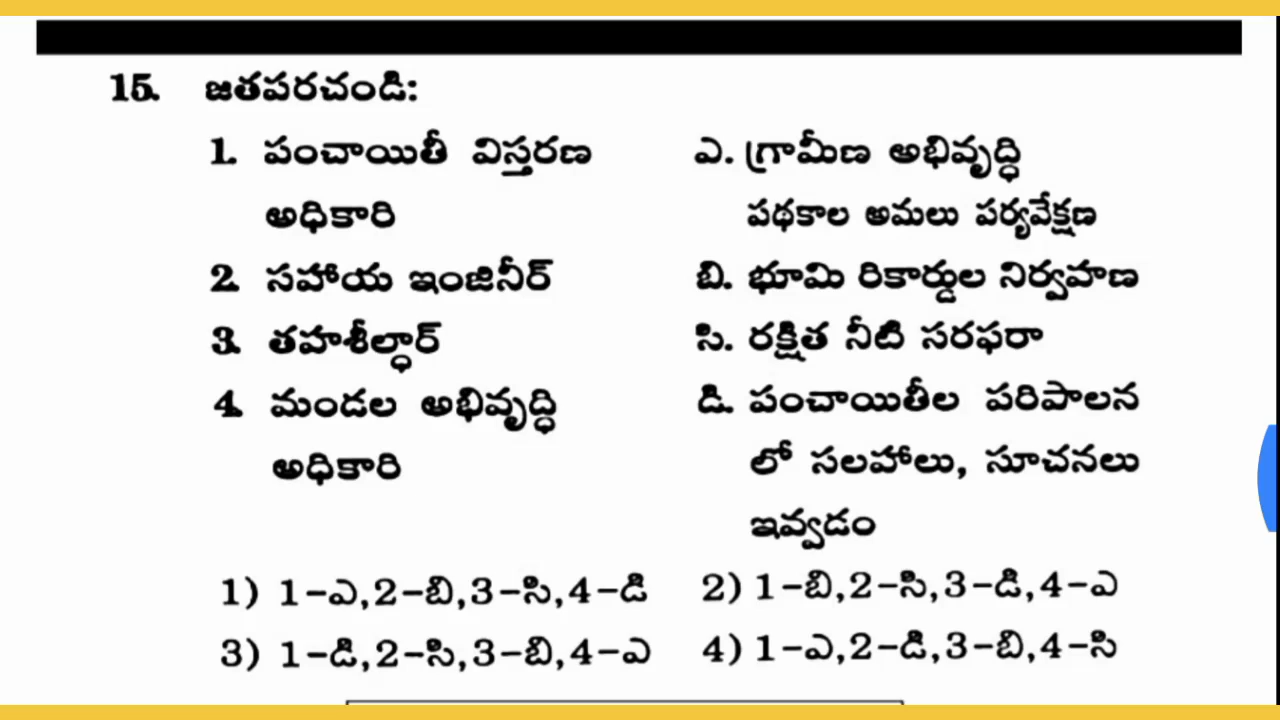 15. జతపరచండి:
1. పంచాయితీ విస్తరణ ఎ. గ్రామీణ అభివృద్ధి
అధికారి పథకాల అమలు పర్యవేక్షణ
2. సహాయ ఇంజినీర్ బి. భూమి రికార్డుల నిర్వహణ
3. తహశీల్ధార్ సి. రక్షిత నీటి సరఫరా
4. మండల అభివృద్ధి డి. పంచాయితీల పరిపాలన
అధికారి లో సలహాలు, సూచనలు
ఇవ్వడం
1) 1-ఎ,2-బి,3-సి,4-డి 2) 1-బి,2-సి,3-డి,4-ఎ
3) 1-డి,2-సి,3-బి,4-ఎ 4) 1-ఎ,2-డి,3-బి,4-సి